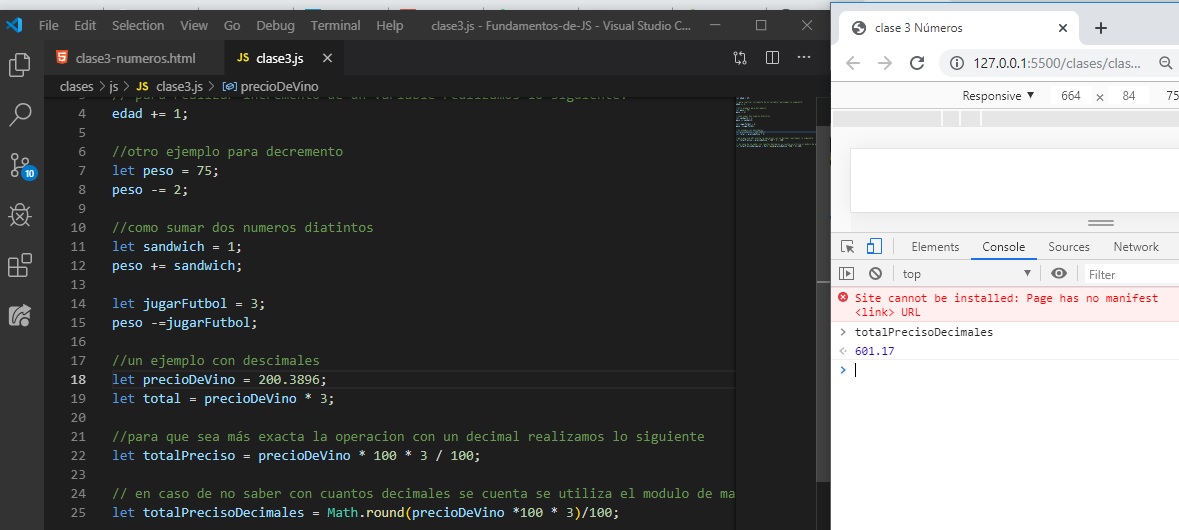 File Edit Selection View Go Debug Terminal Help clase3.js - Fundamentos-de-JS - Visual Studio C...
clase3-numeros.html JS clase3.js
clases > js > JS clase3.js > precioDeVino
4 edad += 1;
5
6 //otro ejemplo para decremento
7 let peso = 75;
8 peso -= 2;
9
10 //como sumar dos numeros diatintos
11 let sandwich = 1;
12 peso += sandwich;
13
14 let jugarFutbol = 3;
15 peso -=jugarFutbol;
16
17 //un ejemplo con descimales
18 let precioDeVino = 200.3896;
19 let total = precioDeVino * 3;
20
21 //para que sea más exacta la operacion con un decimal realizamos lo siguiente
22 let totalPreciso = precioDeVino * 100 * 3 / 100;
23
24 // en caso de no saber con cuantos decimales se cuenta se utiliza el modulo de ma
25 let totalPrecisoDecimales = Math.round(precioDeVino *100 * 3)/100;
10
clase 3 Números
127.0.0.1:5500/clases/clas...
Responsive 664 x 84 75
Elements Console Sources Network
top Filter
Site cannot be installed: Page has no manifest
<link> URL
> totalPrecisoDecimales
601.17
>